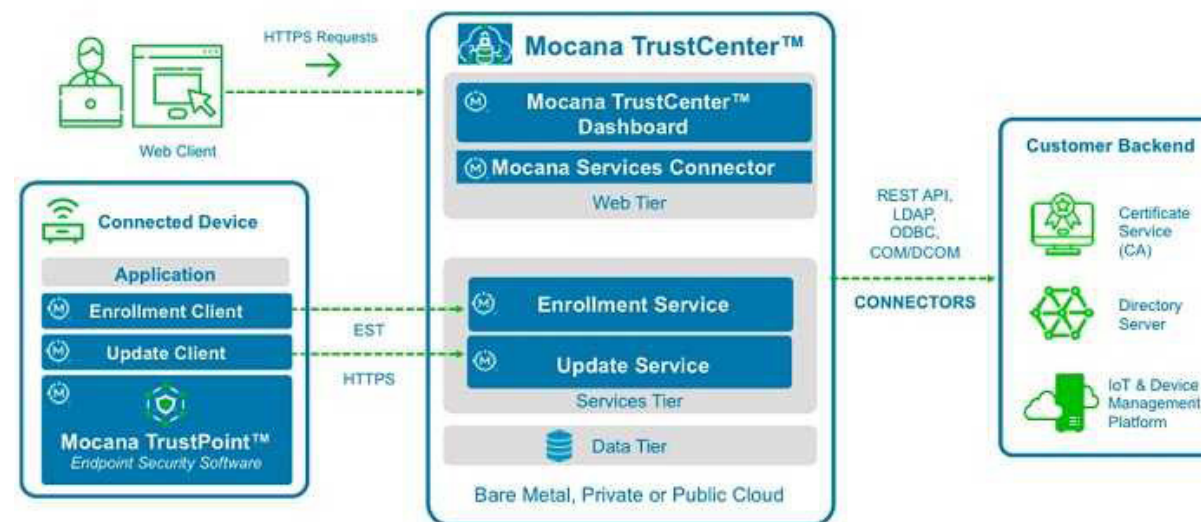 HTTPS Requests
Web Client
Connected Device
Application
Enrollment Client
Update Client
Mocana TrustPoint™
Endpoint Security Software
EST
HTTPS
Mocana TrustCenter™
Mocana TrustCenter™
Dashboard
Mocana Services Connector
Web Tier
Enrollment Service
Update Service
Services Tier
Data Tier
Bare Metal, Private or Public Cloud
REST API,
LDAP,
ODBC,
COM/DCOM
CONNECTORS
Customer Backend
Certificate
Service
(CA)
Directory
Server
IoT & Device
Management
Platform